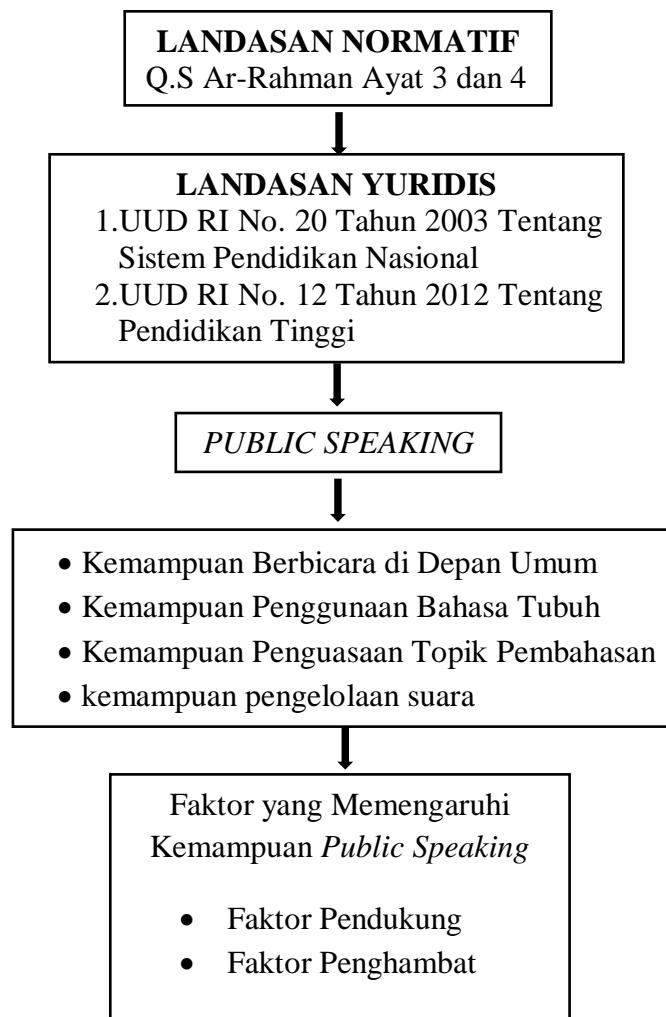 LANDASAN NORMATIF
Q.S Ar-Rahman Ayat 3 dan 4
LANDASAN YURIDIS
1.UUD RI No. 20 Tahun 2003 Tentang
Sistem Pendidikan Nasional
2.UUD RI No. 12 Tahun 2012 Tentang
Pendidikan Tinggi
PUBLIC SPEAKING
• Kemampuan Berbicara di Depan Umum
• Kemampuan Penggunaan Bahasa Tubuh
• Kemampuan Penguasaan Topik Pembahasan
• kemampuan pengelolaan suara
Faktor yang Memengaruhi
Kemampuan Public Speaking
• Faktor Pendukung
• Faktor Penghambat